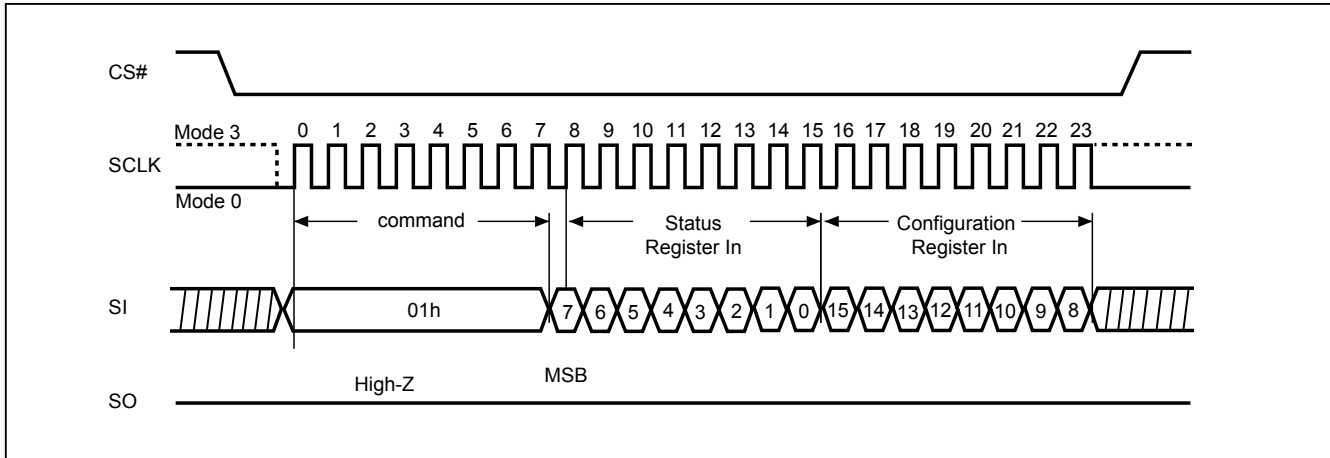 CS#
Mode 3
0 1 2 3 4 5 6 7 8 9 10 11 12 13 14 15 16 17 18 19 20 21 22 23
SCLK
Mode 0
command
Status
Register In
Configuration
Register In
SI
01h
7 6 5 4 3 2 1 0 15 14 13 12 11 10 9 8
High-Z
MSB
SO